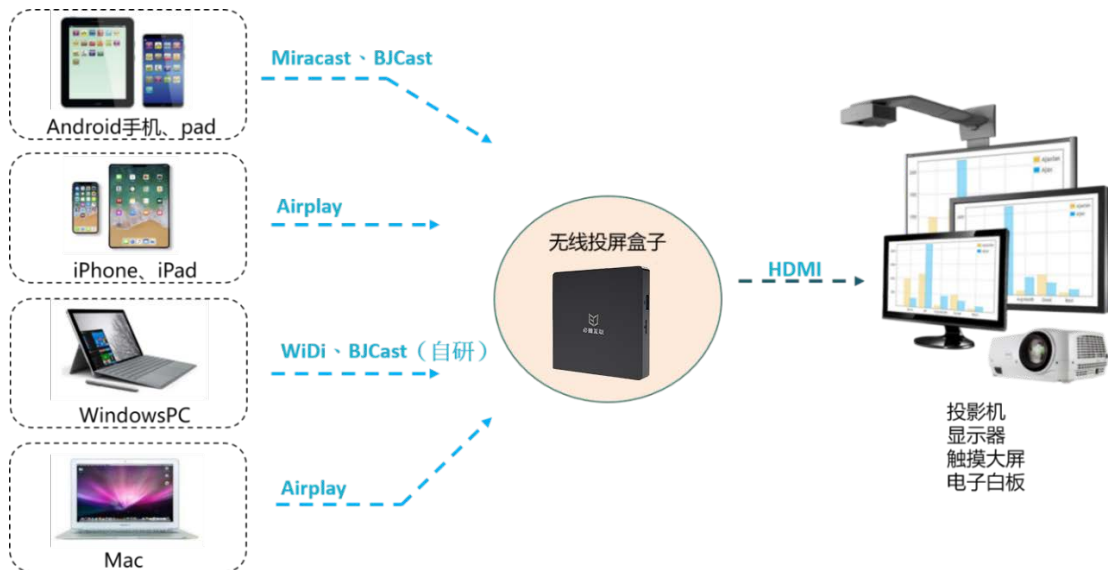 Android手机、pad
Miracast、BJCast
iPhone、iPad
Airplay
WindowsPC
WiDi、BJCast（自研）
Mac
Airplay
无线投屏盒子
HDMI
投影机
显示器
触摸大屏
电子白板